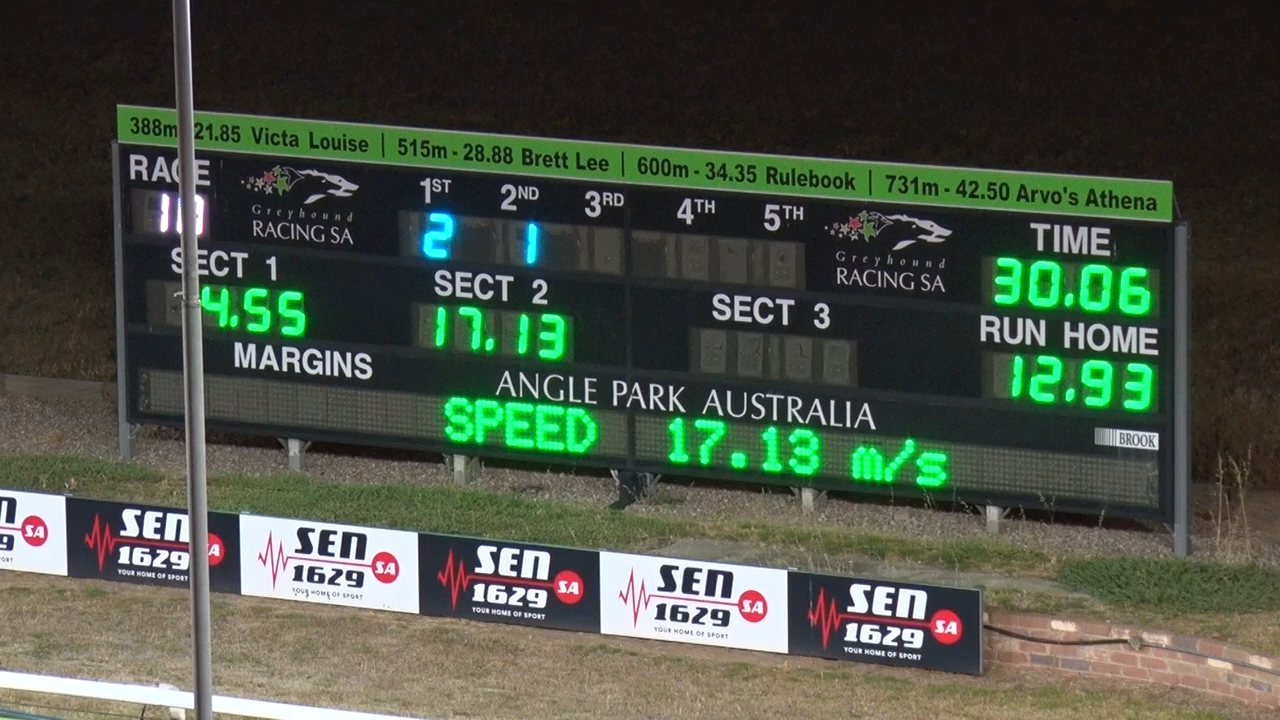 388m 21.85 Victa Louise | 515m - 28.88 Brett Lee | 600m - 34.35 Rulebook | 731m - 42.50 Arvo's Athena
RACE
10
Greyhound
RACING SA
1ST 2ND 3RD 4TH 5TH
2 1
Greyhound
RACING SA
TIME
30.06
SECT 1
4.55
SECT 2
17.13
SECT 3
RUN HOME
12.93
MARGINS
ANGLE PARK AUSTRALIA
BROOK
SPEED 17.13 m/s
SA
SEN
1629
SA
YOUR HOME OF SPORT
SEN
1629
SA
YOUR HOME OF SPORT
SEN
1629
SA
YOUR HOME OF SPORT
SEN
1629
SA
YOUR HOME OF SPORT
SEN
1629
SA
YOUR HOME OF SPORT